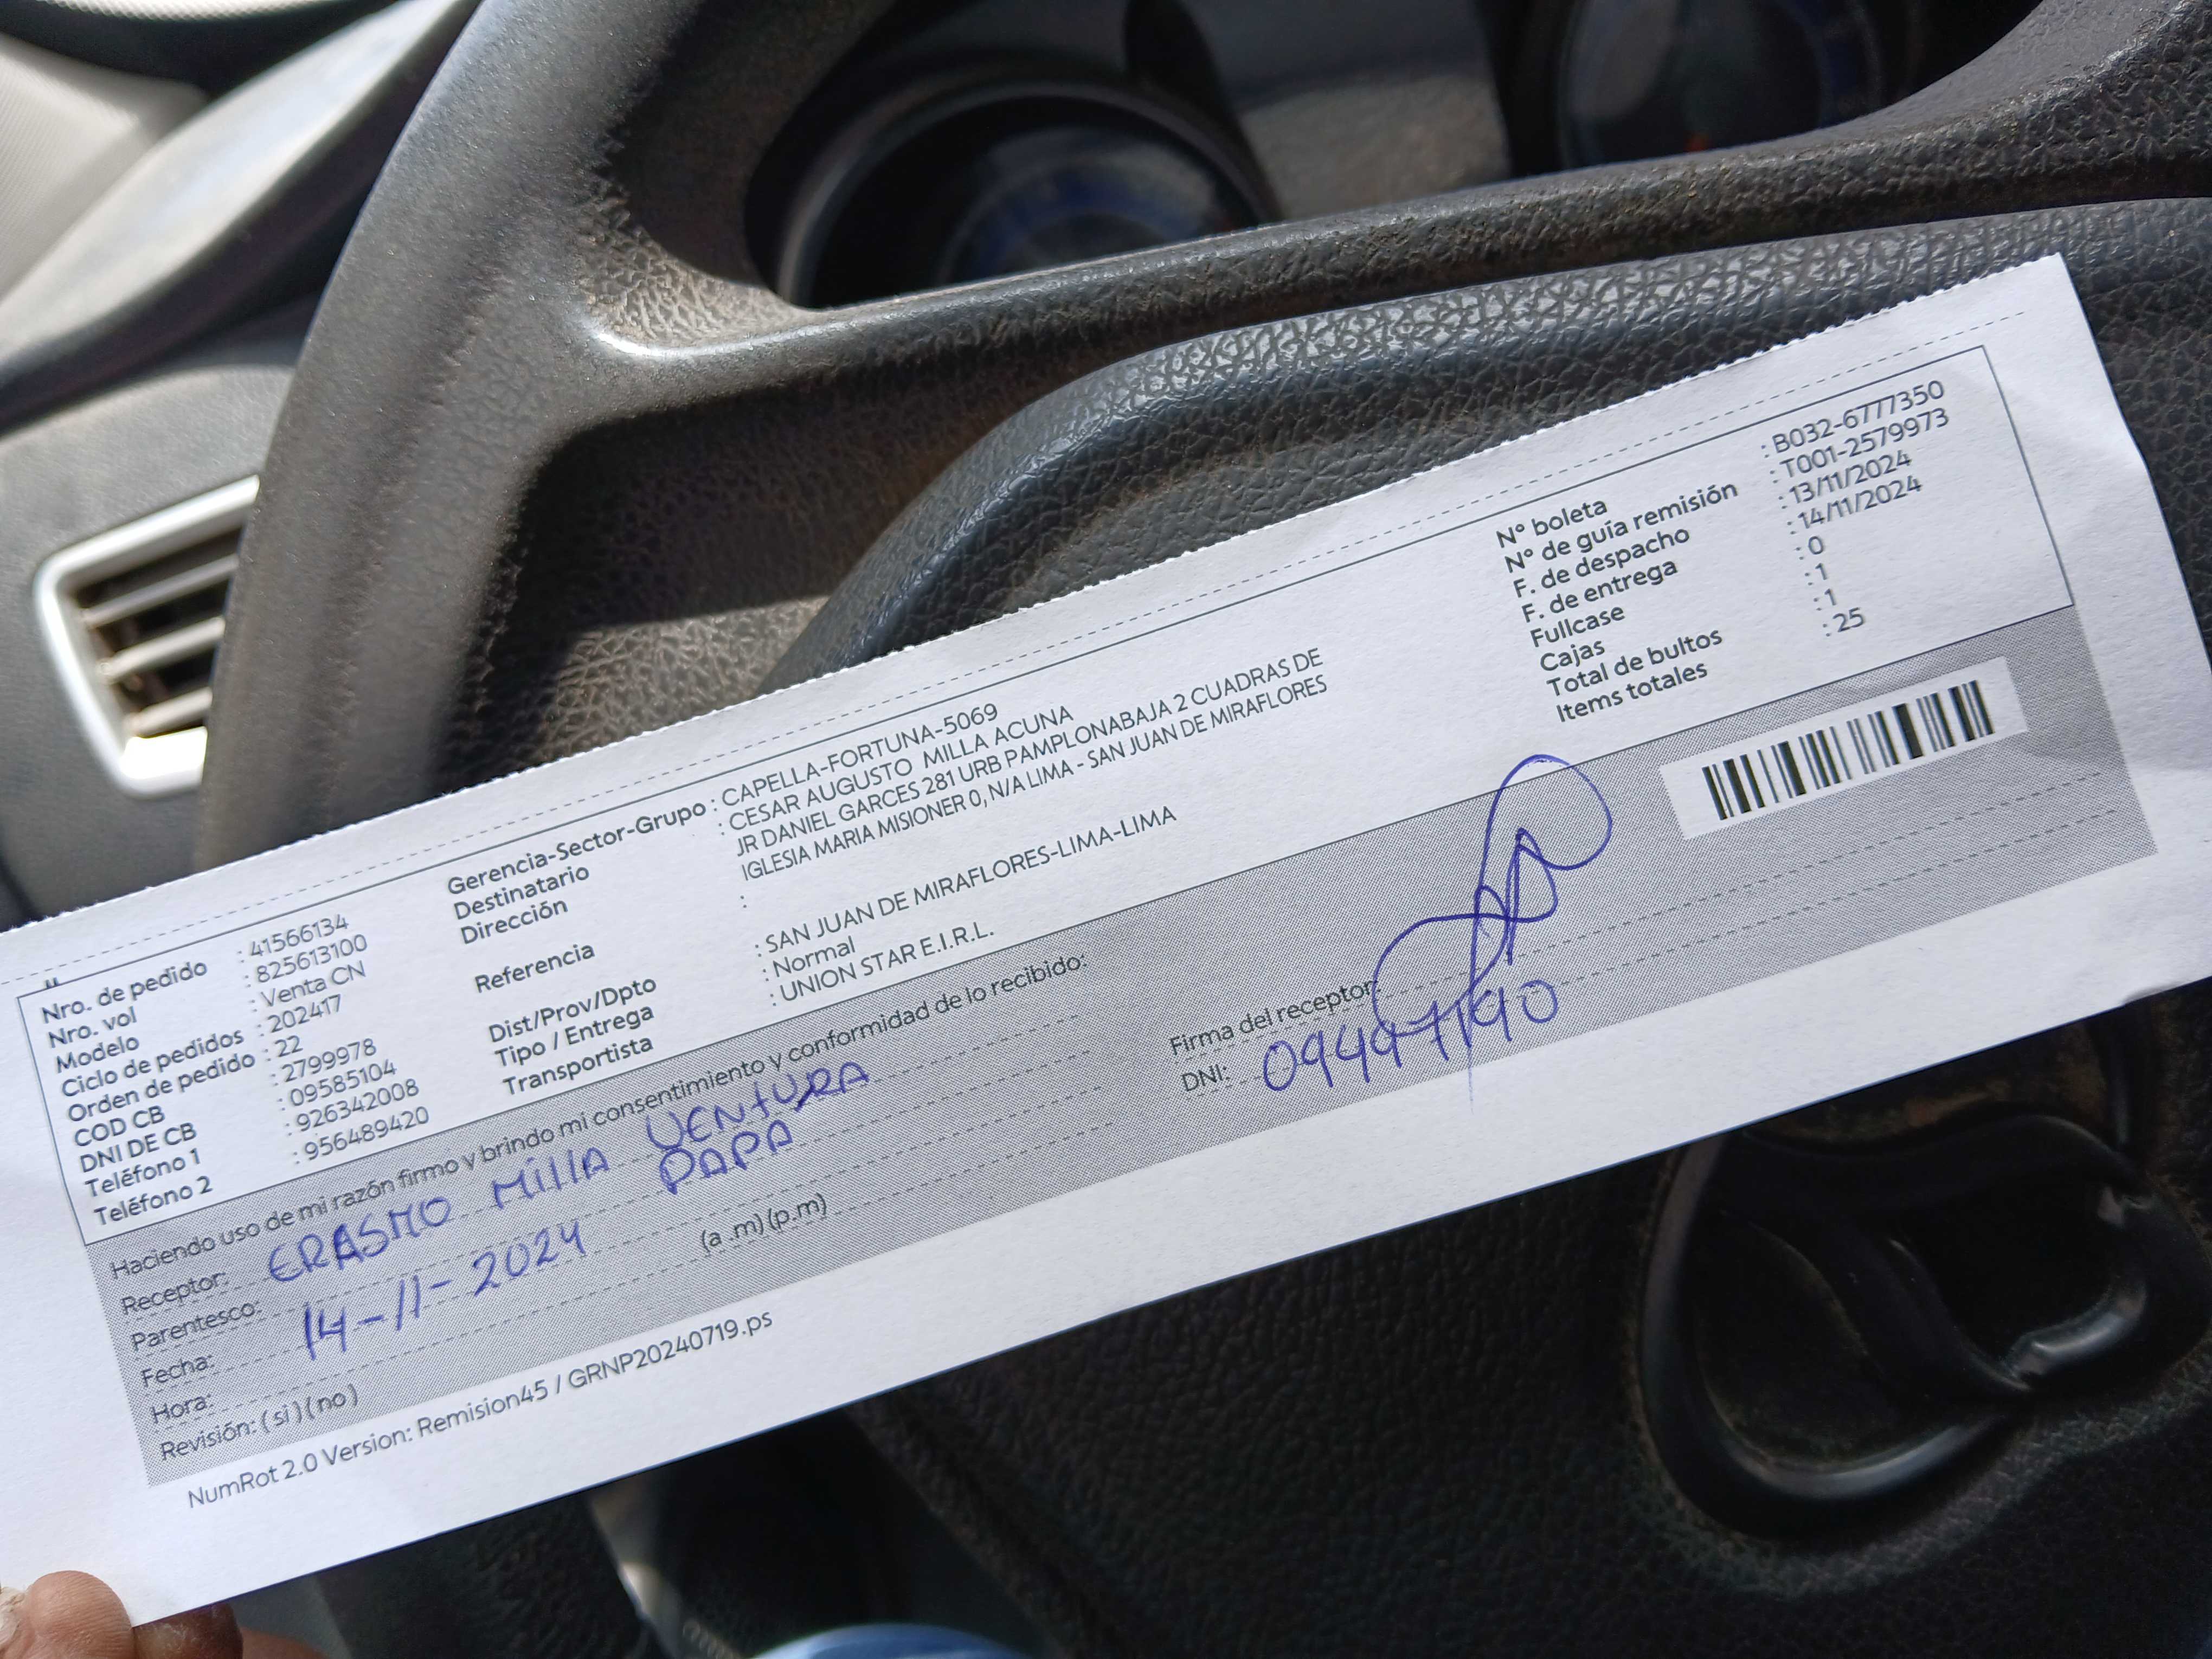 Nro. de pedido : 41566134
Nro. vol : 825613100
Modelo : Venta CN
Ciclo de pedidos : 202417
Orden de pedido : 22
COD CB : 2799978
DNI DE CB : 09585104
Teléfono 1 : 926342008
Teléfono 2 : 956489420
Gerencia-Sector-Grupo : CAPELLA-FORTUNA-5069
Destinatario : CESAR AUGUSTO MILLA ACUNA
Dirección JR DANIEL GARCES 281 URB PAMPLONABAJA 2 CUADRAS DE
IGLESIA MARIA MISIONER 0, N/A LIMA - SAN JUAN DE MIRAFLORES
Referencia :
Dist/Prov/Dpto : SAN JUAN DE MIRAFLORES-LIMA-LIMA
Tipo / Entrega : Normal
Transportista : UNION STAR E.I.R.L.
N° boleta : B032-6777350
N° de guía remisión : T001-2579973
F. de despacho : 13/11/2024
F. de entrega : 14/11/2024
Fullcase : 0
Cajas : 1
Total de bultos : 1
Items totales : 25
Haciendo uso de mi razón firmo y brindo mi consentimiento y conformidad de lo recibido:
Receptor: ERASMO MillA VENTURA
Parentesco: PAPA
Fecha: 14-11-2024
Hora: (a .m) (p.m)
Revisión: ( si ) ( no )
Firma del receptor:
DNI: 09497190
NumRot 2.0 Version: Remision45 / GRNP20240719.ps